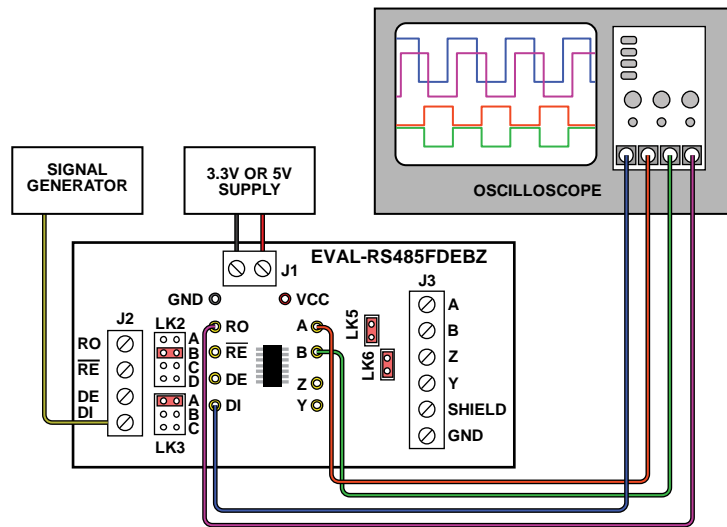 OSCILLOSCOPE
SIGNAL
GENERATOR
3.3V OR 5V
SUPPLY
EVAL-RS485FDEBZ
J1
GND
VCC
J3
J2
LK2
RO
RE
DE
DI
A
B
C
D
A
B
C
LK3
RO
RE
DE
DI
A
B
Z
Y
LK5
LK6
A
B
Z
Y
SHIELD
GND